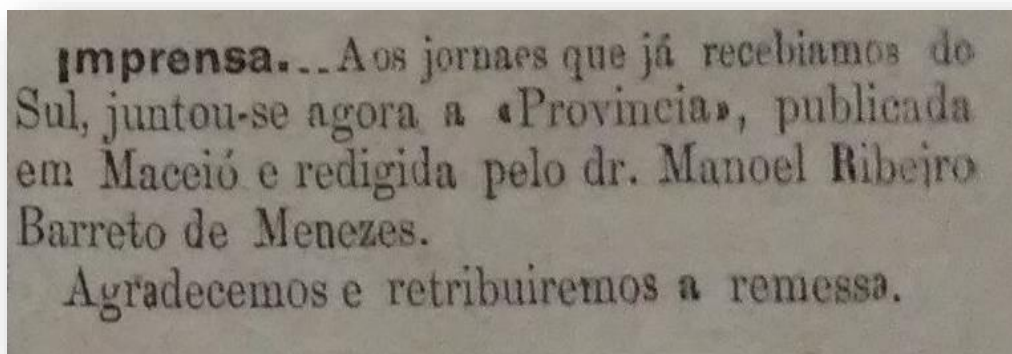 Imprensa...Aos jornaes que já recebiamos do
Sul, juntou-se agora a «Provincia», publicada
em Maceió e redigida pelo dr. Manoel Ribeiro
Barreto de Menezes.
Agradecemos e retribuiremos a remessa.